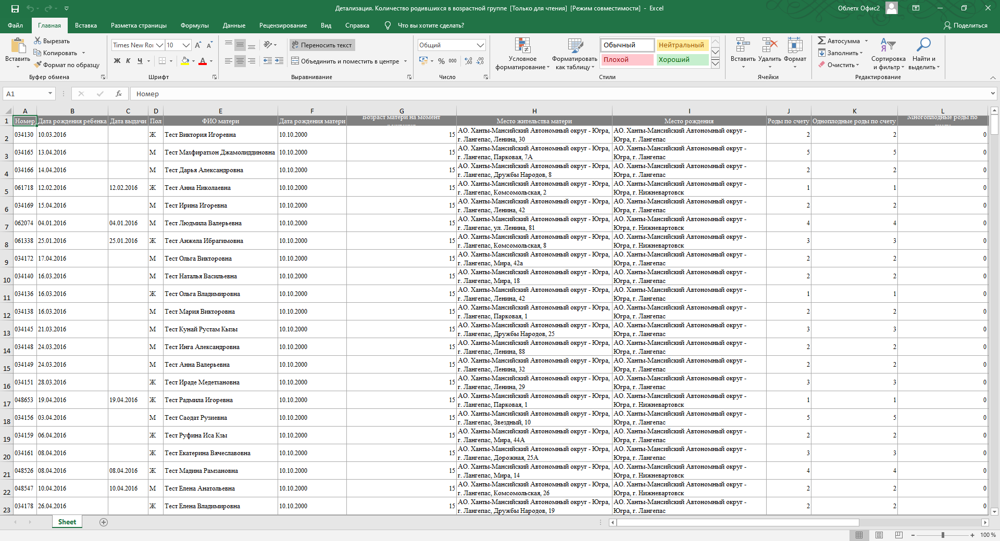 Детализация. Количество родившихся в возрастной группе  [Только для чтения]  [Режим совместимости]  -  Excel
Облетх Офис2
Файл Главная Вставка Разметка страницы Формулы Данные Рецензирование Вид Справка Что вы хотите сделать? Поделиться
Вставить
Вырезать
Копировать
Формат по образцу
Буфер обмена
Times New Roi 10
Ж К Ч
Шрифт
Переносить текст
Объединить и поместить в центре
Выравнивание
Общий
% 000
Число
Условное форматирование
Форматировать как таблицу
Обычный Нейтральный
Плохой Хороший
Стили
Вставить Удалить Формат
Ячейки
Автосумма
Заполнить
Очистить
Сортировка и фильтр
Найти и выделить
Редактирование
A1 fx Номер
A B C D E F G H I J K L
1 Номер Дата рождения ребенка Дата выдачи Пол ФИО матери Дата рождения матери Возраст матери на момент Место жительства матери Место рождения Роды по счету Одноплодные роды по счету Многоплодные роды по
2 034130 10.03.2016 Ж Тест Виктория Игоревна 10.10.2000 15 АО. Ханты-Мансийский Автономный округ - Югра, г. Лангепас, Ленина, 30 АО. Ханты-Мансийский Автономный округ - Югра, г. Лангепас 2 2 0
3 034165 13.04.2016 М Тест Махфиратхон Джамолиддиновна 10.10.2000 15 АО. Ханты-Мансийский Автономный округ - Югра, г. Лангепас, Парковая, 7А АО. Ханты-Мансийский Автономный округ - Югра, г. Лангепас 5 5 0
4 034166 14.04.2016 М Тест Дарья Александровна 10.10.2000 15 АО. Ханты-Мансийский Автономный округ - Югра, г. Лангепас, Дружбы Народов, 8 АО. Ханты-Мансийский Автономный округ - Югра, г. Лангепас 2 2 0
5 061718 12.02.2016 12.02.2016 Ж Тест Анна Николаевна 10.10.2000 15 АО. Ханты-Мансийский Автономный округ - Югра, г. Лангепас, Комсомольская, 2 АО. Ханты-Мансийский Автономный округ - Югра, г. Нижневартовск 1 1 0
6 034169 15.04.2016 М Тест Ирина Игоревна 10.10.2000 15 АО. Ханты-Мансийский Автономный округ - Югра, г. Лангепас, Ленина, 42 АО. Ханты-Мансийский Автономный округ - Югра, г. Лангепас 2 2 0
7 062074 04.01.2016 04.01.2016 М Тест Людмила Валерьевна 10.10.2000 15 АО. Ханты-Мансийский Автономный округ - Югра, г. Лангепас, ул. Ленина, 81 АО. Ханты-Мансийский Автономный округ - Югра, г. Нижневартовск 4 4 0
8 061338 25.01.2016 25.01.2016 Ж Тест Анжела Ибрагимовна 10.10.2000 15 АО. Ханты-Мансийский Автономный округ - Югра, г. Лангепас, Комсомольская, 8 АО. Ханты-Мансийский Автономный округ - Югра, г. Нижневартовск 3 3 0
9 034172 17.04.2016 М Тест Ольга Викторовна 10.10.2000 15 АО. Ханты-Мансийский Автономный округ - Югра, г. Лангепас, Мира, 42а АО. Ханты-Мансийский Автономный округ - Югра, г. Лангепас 2 2 0
10 034140 16.03.2016 М Тест Наталья Васильевна 10.10.2000 15 АО. Ханты-Мансийский Автономный округ - Югра, г. Лангепас, Мира, 18 АО. Ханты-Мансийский Автономный округ - Югра, г. Лангепас 2 2 0
11 034136 16.03.2016 Ж Тест Ольга Владимировна 10.10.2000 15 АО. Ханты-Мансийский Автономный округ - Югра, г. Лангепас, Ленина, 42 АО. Ханты-Мансийский Автономный округ - Югра, г. Лангепас 1 1 0
12 034138 16.03.2016 М Тест Мария Викторовна 10.10.2000 15 АО. Ханты-Мансийский Автономный округ - Югра, г. Лангепас, Парковая, 1 АО. Ханты-Мансийский Автономный округ - Югра, г. Лангепас 2 2 0
13 034145 21.03.2016 М Тест Кунай Рустам Кызы 10.10.2000 15 АО. Ханты-Мансийский Автономный округ - Югра, г. Лангепас, Дружбы Народов, 25 АО. Ханты-Мансийский Автономный округ - Югра, г. Лангепас 3 3 0
14 034148 24.03.2016 М Тест Инга Александровна 10.10.2000 15 АО. Ханты-Мансийский Автономный округ - Югра, г. Лангепас, Ленина, 88 АО. Ханты-Мансийский Автономный округ - Югра, г. Лангепас 2 2 0
15 034149 24.03.2016 М Тест Анна Валерьевна 10.10.2000 15 АО. Ханты-Мансийский Автономный округ - Югра, г. Лангепас, Ленина, 32 АО. Ханты-Мансийский Автономный округ - Югра, г. Лангепас 2 2 0
16 034151 28.03.2016 Ж Тест Ираде Медетхановна 10.10.2000 15 АО. Ханты-Мансийский Автономный округ - Югра, г. Лангепас, Ленина, 29 АО. Ханты-Мансийский Автономный округ - Югра, г. Лангепас 3 3 0
17 048653 19.04.2016 19.04.2016 Ж Тест Радмила Игоревна 10.10.2000 15 АО. Ханты-Мансийский Автономный округ - Югра, г. Лангепас, Парковая, 1 АО. Ханты-Мансийский Автономный округ - Югра, г. Нижневартовск 1 1 0
18 034156 03.04.2016 М Тест Саодат Рузиевна 10.10.2000 15 АО. Ханты-Мансийский Автономный округ - Югра, г. Лангепас, Звездный, 10 АО. Ханты-Мансийский Автономный округ - Югра, г. Лангепас 5 5 0
19 034159 06.04.2016 Ж Тест Руфина Иса Кзы 10.10.2000 15 АО. Ханты-Мансийский Автономный округ - Югра, г. Лангепас, Мира, 44А АО. Ханты-Мансийский Автономный округ - Югра, г. Лангепас 2 2 0
20 034161 08.04.2016 Ж Тест Екатерина Вячеславовна 10.10.2000 15 АО. Ханты-Мансийский Автономный округ - Югра, г. Лангепас, Дорожная, 25А АО. Ханты-Мансийский Автономный округ - Югра, г. Лангепас 3 3 0
21 048526 08.04.2016 08.04.2016 Ж Тест Мадина Рамзановна 10.10.2000 15 АО. Ханты-Мансийский Автономный округ - Югра, г. Лангепас, Мира, 14 АО. Ханты-Мансийский Автономный округ - Югра, г. Нижневартовск 4 4 0
22 048547 10.04.2016 10.04.2016 М Тест Елена Анатольевна 10.10.2000 15 АО. Ханты-Мансийский Автономный округ - Югра, г. Лангепас, Комсомольская, 26 АО. Ханты-Мансийский Автономный округ - Югра, г. Нижневартовск 2 2 0
23 034178 26.04.2016 Ж Тест Елена Владимировна 10.10.2000 15 АО. Ханты-Мансийский Автономный округ - Югра, г. Лангепас, Дружбы Народов, 19 АО. Ханты-Мансийский Автономный округ - Югра, г. Лангепас 2 2 0
Sheet
100 %